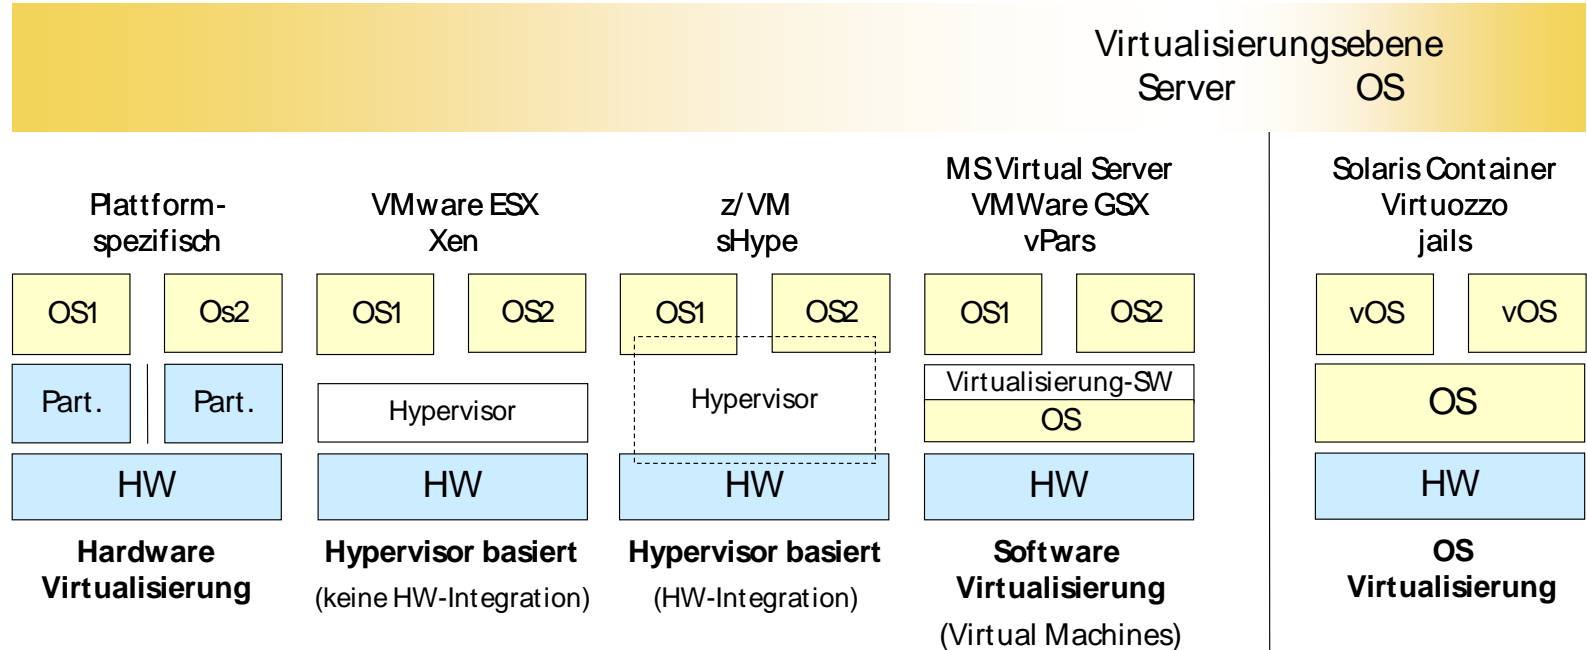 Virtualisierungsebene
Server OS
Plattform-
spezifisch
VMware ESX
Xen
z/VM
sHype
MS Virtual Server
VMWare GSX
vPars
Solaris Container
Virtuozzo
jails
OS1 Os2
OS1 OS2
OS1 OS2
OS1 OS2
vOS vOS
Part. Part.
Hypervisor
Hypervisor
Virtualisierung-SW
OS
OS
HW
HW
HW
HW
HW
Hardware
Virtualisierung
Hypervisor basiert
(keine HW-Integration)
Hypervisor basiert
(HW-Integration)
Software
Virtualisierung
(Virtual Machines)
OS
Virtualisierung